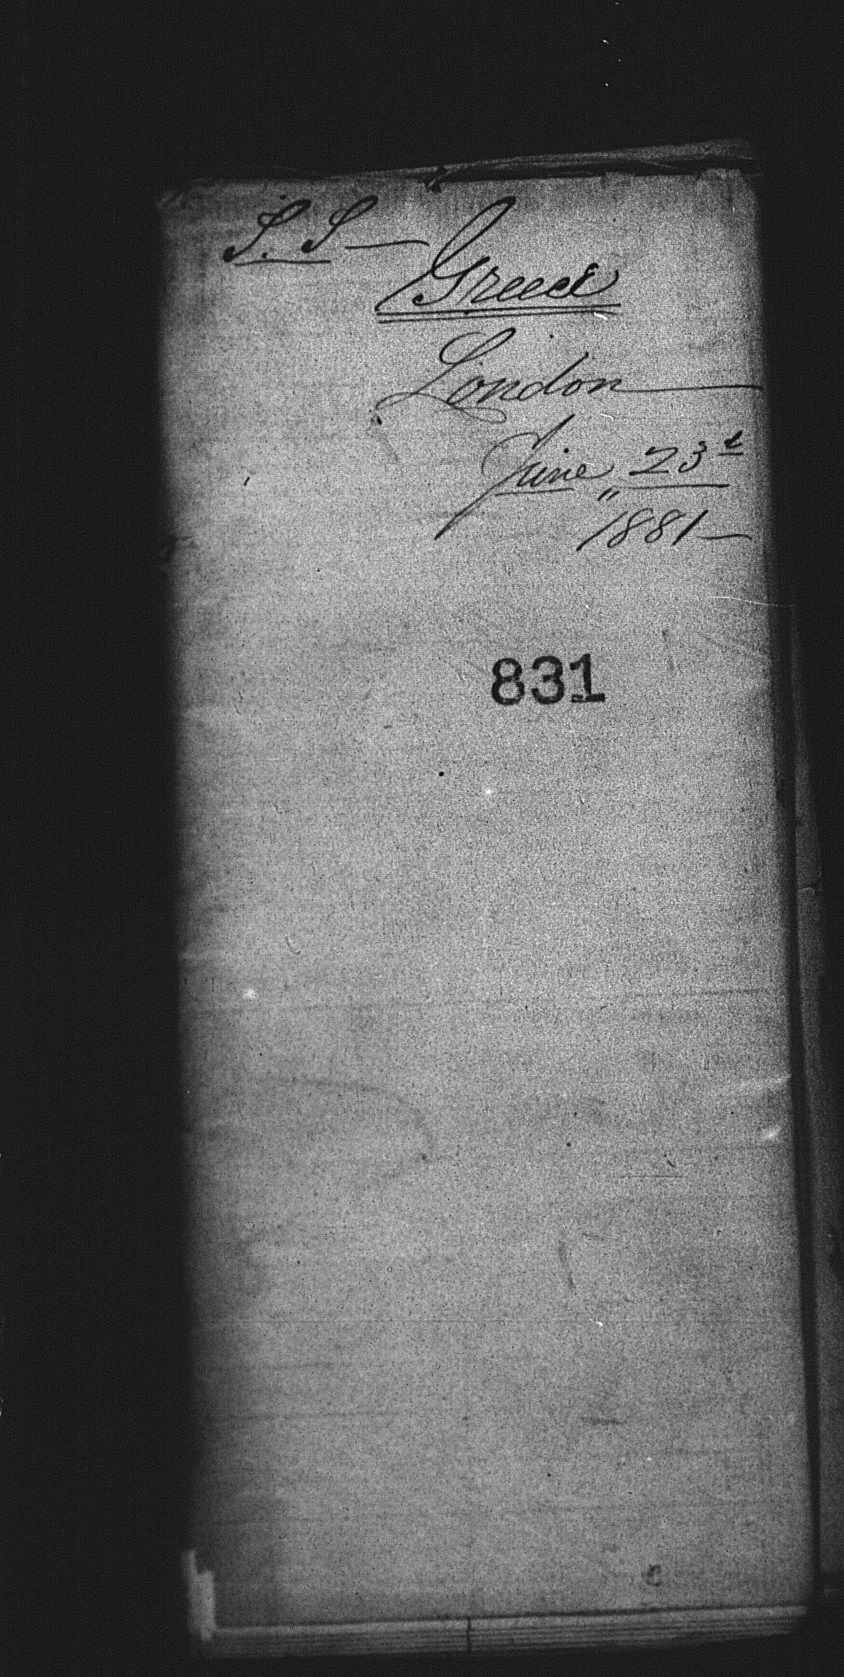 S. S —
Greece
London
June 23d
1881 —
831